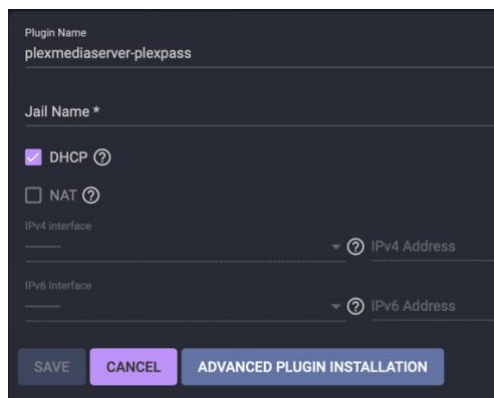 Plugin Name
plexmediaserver-plexpass
Jail Name *
DHCP ?
NAT ?
IPv4 interface
---------
? IPv4 Address
IPv6 Interface
---------
? IPv6 Address
SAVE CANCEL ADVANCED PLUGIN INSTALLATION